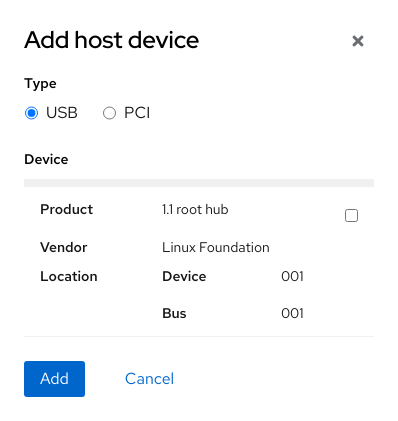 Add host device
Type
USB PCI
Device
Product 1.1 root hub
Vendor Linux Foundation
Location Device 001
Bus 001
Add Cancel